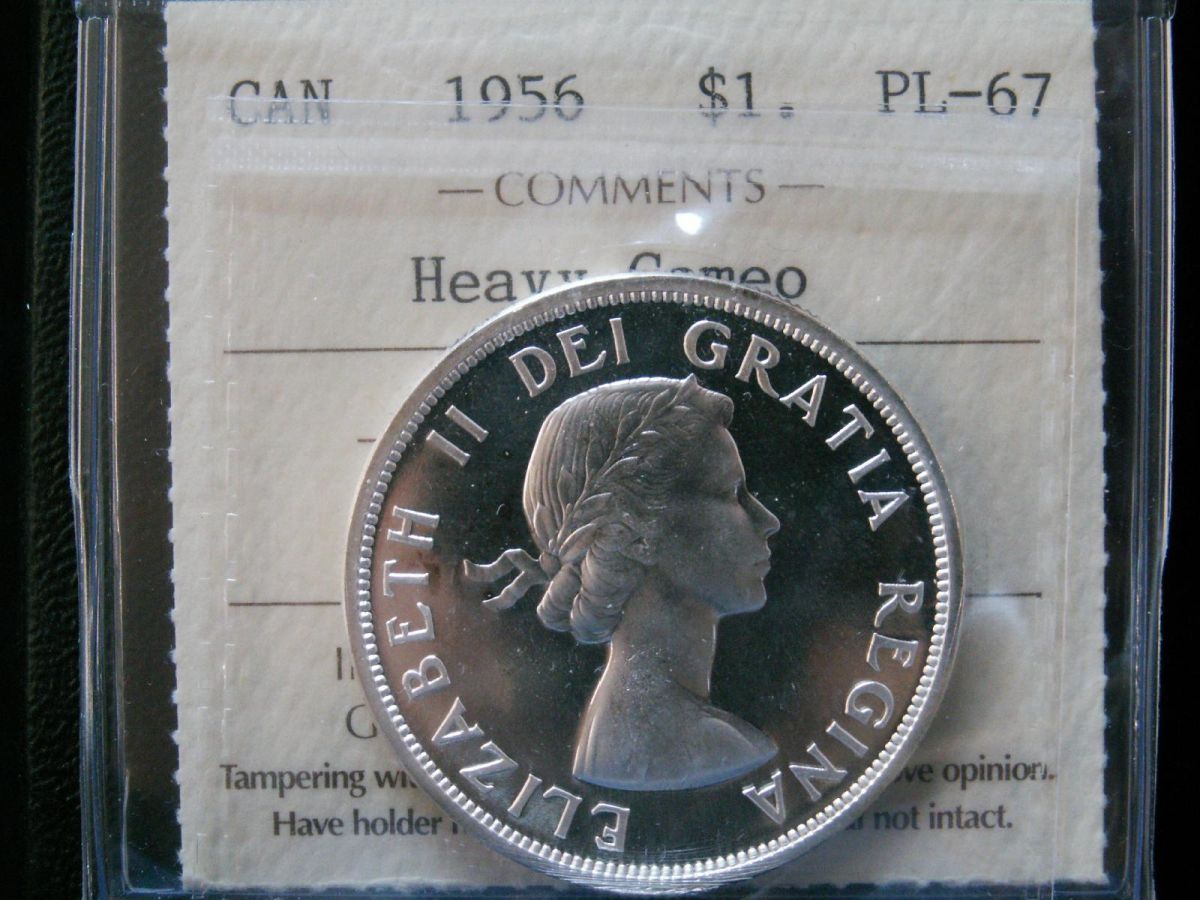 CAN 1956 $1. PL-67
— COMMENTS —
Heavy Cameo
ELIZABETH II DEI GRATIA REGINA
Tampering opinion.
Have holder not intact.